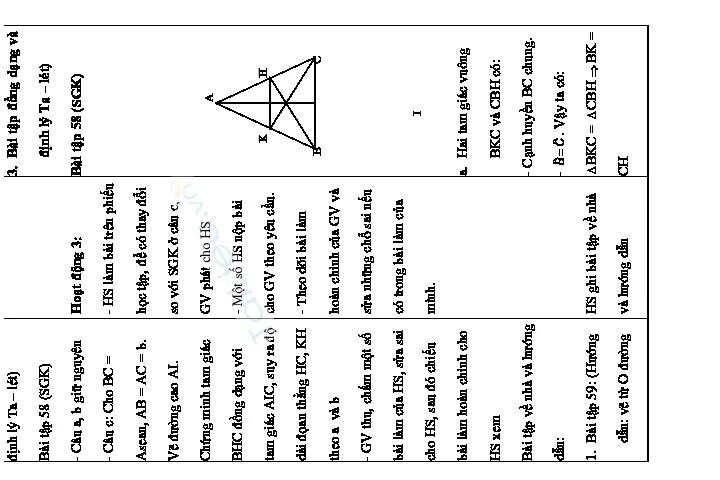 định lý Ta – lét)
Bài tập 58 (SGK)
- Câu a, b giữ nguyên
- Câu c: Cho BC =
Asean, AB = AC = b.
Vẽ đường cao AI.
Chứng minh tam giác
BHC đồng dạng với
tam giác AIC, suy ra độ
dài đọan thẳng HC, KH
theo a và b
- GV thu, chấm một số
bài làm của HS, sửa sai
cho HS, sau đó chiếu
bài làm hoàn chỉnh cho
HS xem
Bài tập về nhà và hướng
dẫn:
1. Bài tập 59: (Hướng
dẫn: vẽ từ O đường
Hoạt động 3:
- HS làm bài trên phiếu
học tập, đề có thay đổi
so với SGK ở câu c,
GV phát cho HS
- Một số HS nộp bài
cho GV theo yêu cầu.
- Theo dõi bài làm
hoàn chỉnh của GV và
sửa những chỗ sai nếu
có trong bài làm của
mình.
HS ghi bài tập về nhà
và hướng dẫn
3. Bài tập đồng dạng và
định lý Ta – lét)
Bài tập 58 (SGK)
A
K
H
B
C
I
a. Hai tam giác vuông
BKC và CBH có:
- Cạnh huyền BC chung.
- B = C. Vậy ta có:
ΔBKC = ΔCBH ⇒ BK =
CH